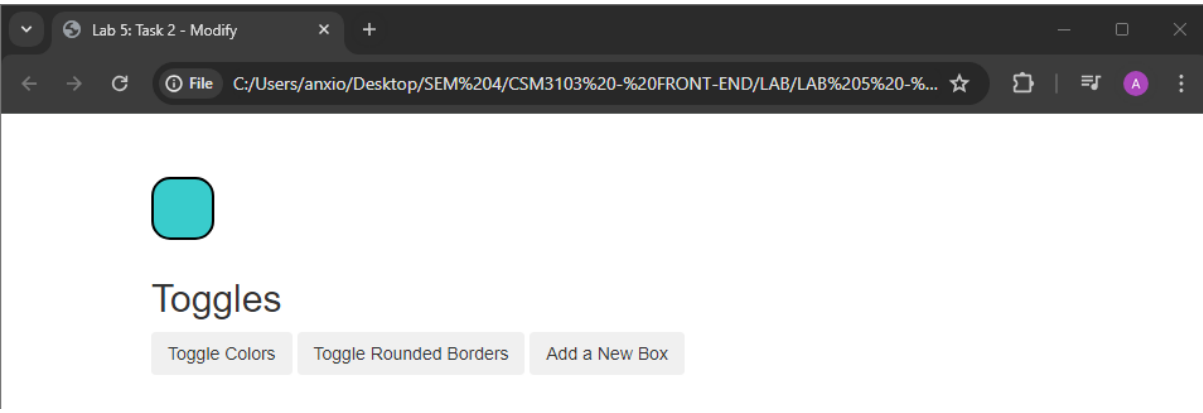 Lab 5: Task 2 - Modify
File C:/Users/anxio/Desktop/SEM%204/CSM3103%20-%20FRONT-END/LAB/LAB%205%20-%...
A
Toggles
Toggle Colors Toggle Rounded Borders Add a New Box